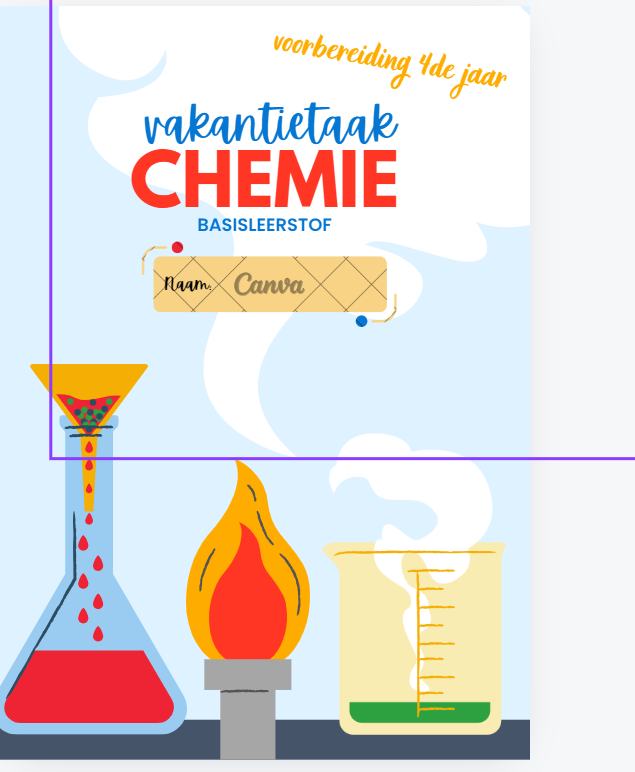 voorbereiding 4de jaar
vakantietaak
CHEMIE
BASISLEERSTOF
Naam: Canva